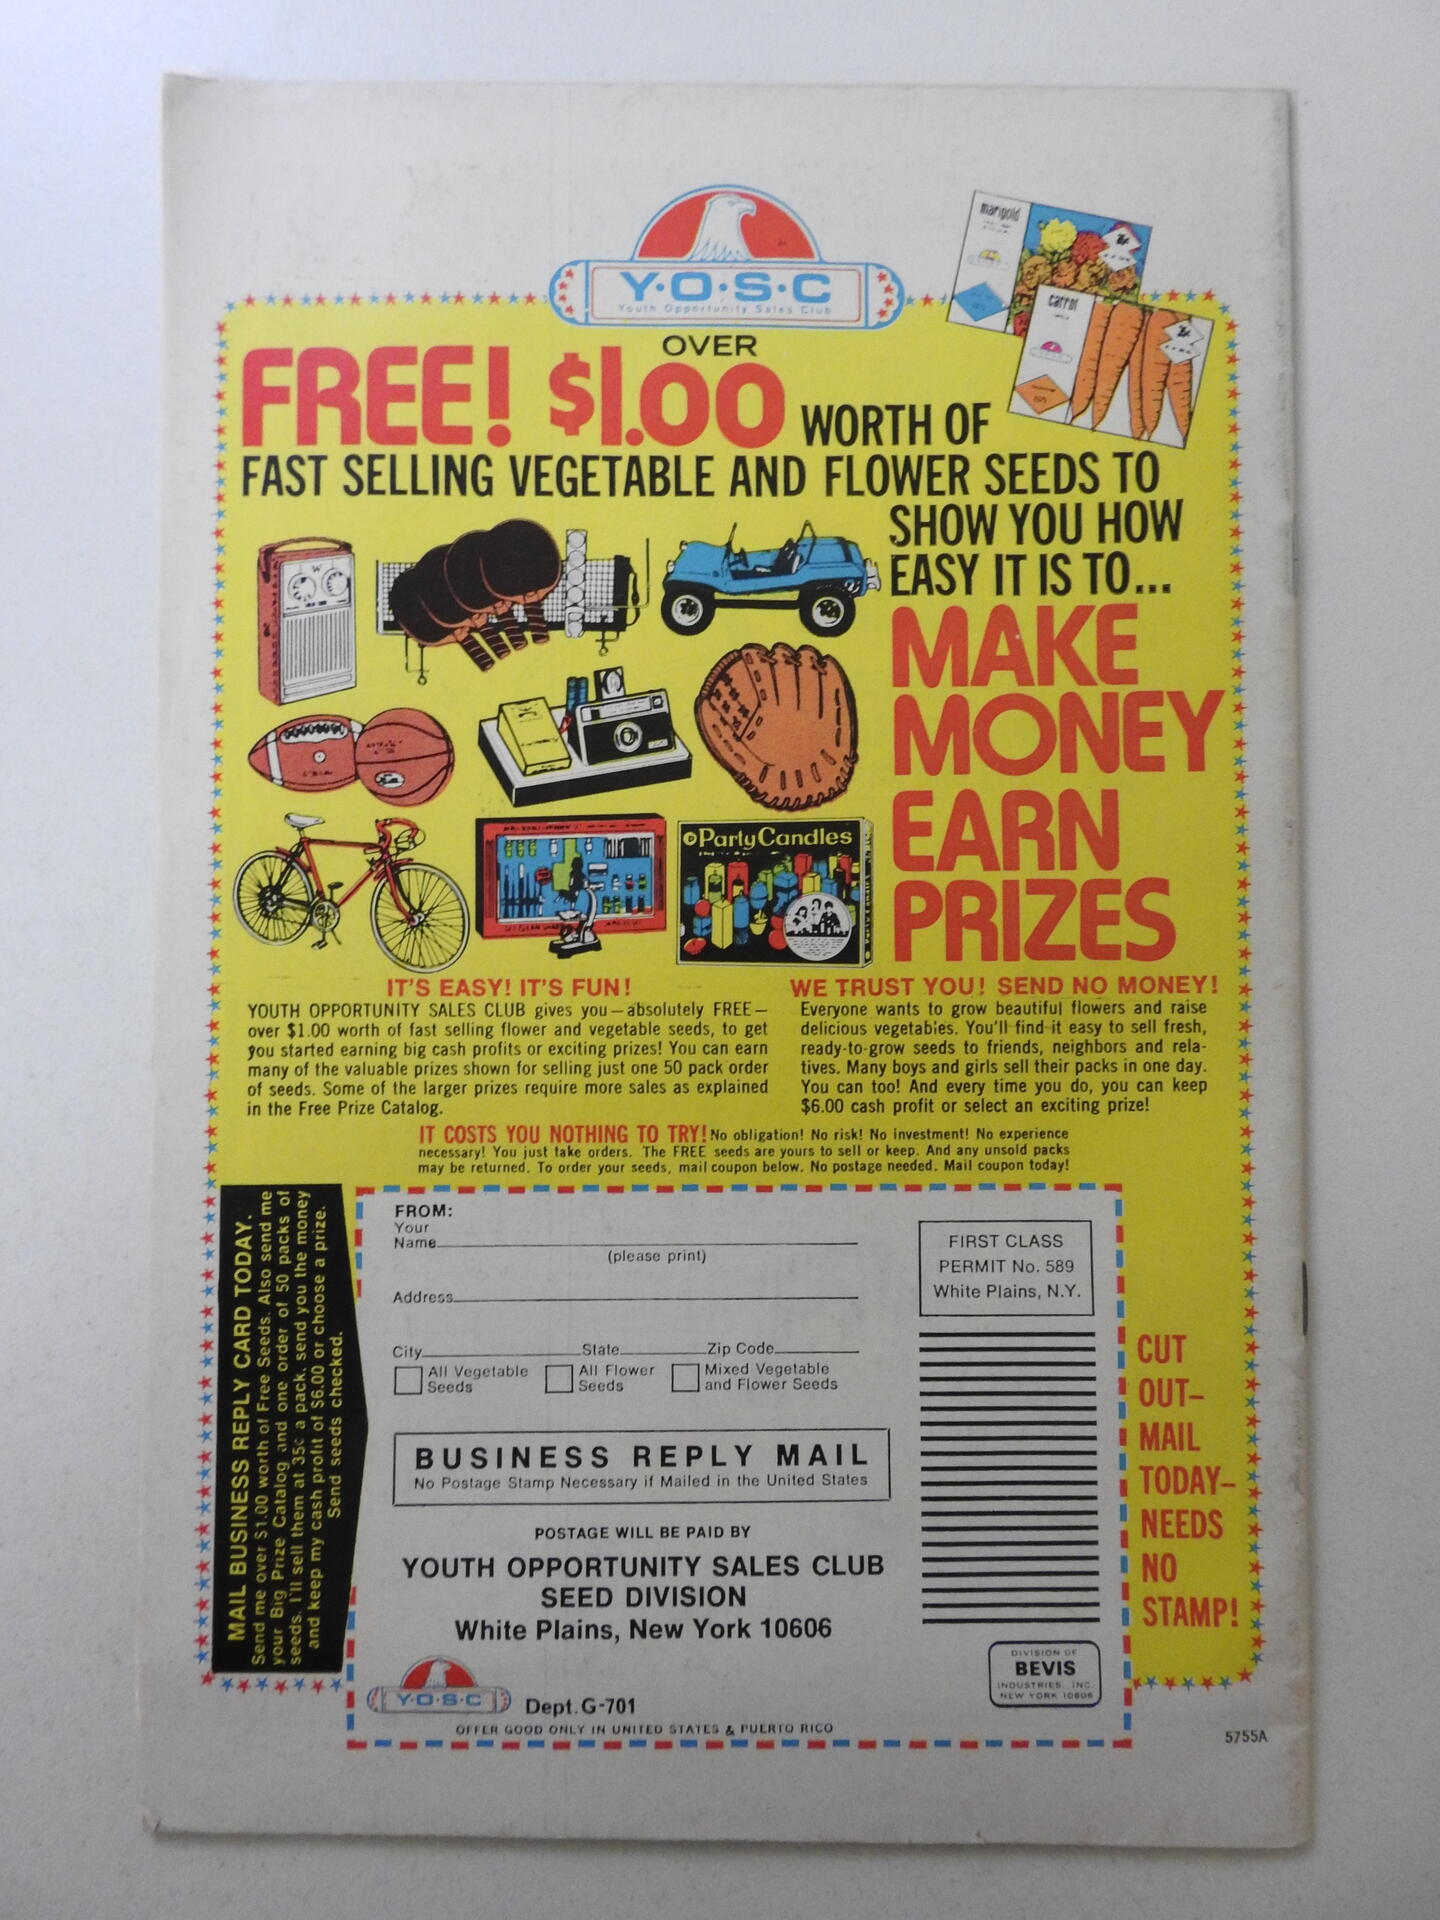 Y·O·S·C
Youth Opportunity Sales Club
marigold
carrot
OVER
FREE! $1.00 WORTH OF
FAST SELLING VEGETABLE AND FLOWER SEEDS TO
SHOW YOU HOW
EASY IT IS TO...
MAKE
MONEY
EARN
PRIZES
Party Candles
IT'S EASY! IT'S FUN!
YOUTH OPPORTUNITY SALES CLUB gives you—absolutely FREE—
over $1.00 worth of fast selling flower and vegetable seeds, to get
you started earning big cash profits or exciting prizes! You can earn
many of the valuable prizes shown for selling just one 50 pack order
of seeds. Some of the larger prizes require more sales as explained
in the Free Prize Catalog.
WE TRUST YOU! SEND NO MONEY!
Everyone wants to grow beautiful flowers and raise
delicious vegetables. You'll find it easy to sell fresh,
ready-to-grow seeds to friends, neighbors and rela-
tives. Many boys and girls sell their packs in one day.
You can too! And every time you do, you can keep
$6.00 cash profit or select an exciting prize!
IT COSTS YOU NOTHING TO TRY! No obligation! No risk! No investment! No experience
necessary! You just take orders. The FREE seeds are yours to sell or keep. And any unsold packs
may be returned. To order your seeds, mail coupon below. No postage needed. Mail coupon today!
MAIL BUSINESS REPLY CARD TODAY.
Send me over $1.00 worth of Free Seeds. Also send me
your Big Prize Catalog and one order of 50 packs of
seeds. I'll sell them at 35¢ a pack, send you the money
and keep my cash profit of $6.00 or choose a prize.
Send seeds checked.
FROM:
Your
Name
(please print)
Address
City State Zip Code
All Vegetable
Seeds
All Flower
Seeds
Mixed Vegetable
and Flower Seeds
FIRST CLASS
PERMIT No. 589
White Plains, N.Y.
BUSINESS REPLY MAIL
No Postage Stamp Necessary if Mailed in the United States
POSTAGE WILL BE PAID BY
YOUTH OPPORTUNITY SALES CLUB
SEED DIVISION
White Plains, New York 10606
Y·O·S·C
Dept. G-701
OFFER GOOD ONLY IN UNITED STATES & PUERTO RICO
DIVISION OF
BEVIS
INDUSTRIES, INC.
NEW YORK 10606
CUT
OUT—
MAIL
TODAY—
NEEDS
NO
STAMP!
5755A